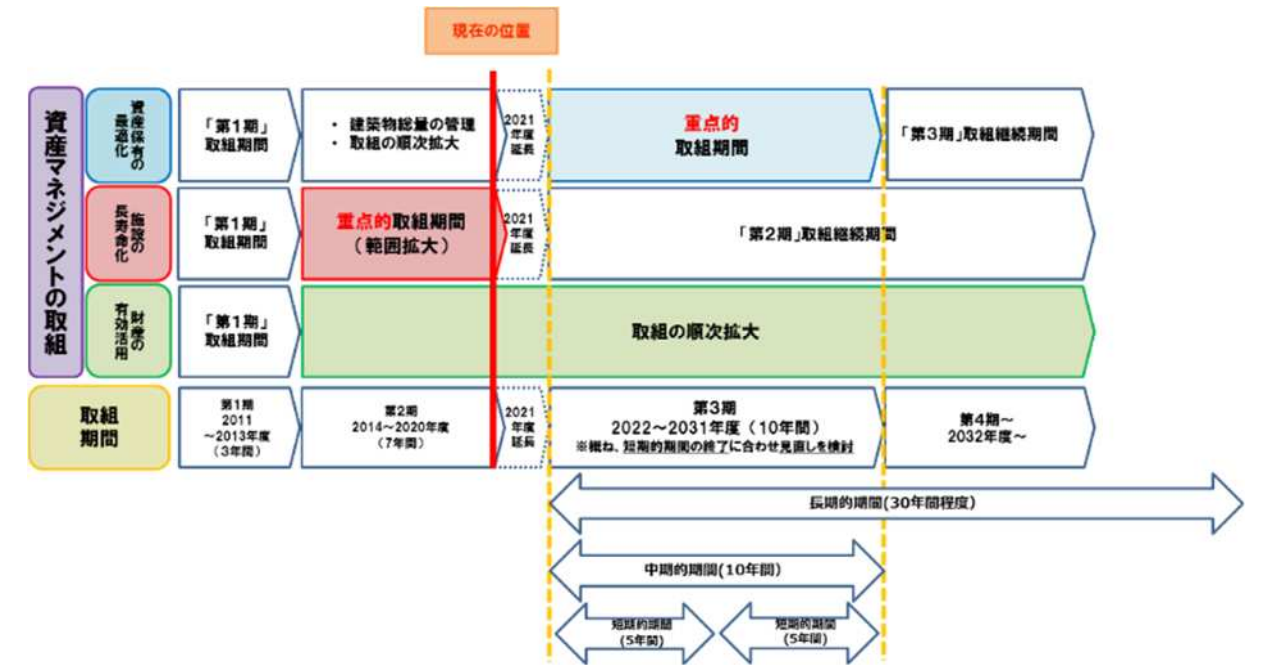 現在の位置
資産マネジメントの取組
資産保有の
最適化
「第1期」
取組期間
・ 建築物総量の管理
・ 取組の順次拡大
2021
年度
延長
重点的
取組期間
「第3期」取組継続期間
施設の
長寿命化
「第1期」
取組期間
重点的取組期間
（範囲拡大）
2021
年度
延長
「第2期」取組継続期間
財産の
有効活用
「第1期」
取組期間
取組の順次拡大
取組
期間
第1期
2011
～2013年度
（3年間）
第2期
2014～2020年度
（7年間）
2021
年度
延長
第3期
2022～2031年度（10年間）
※概ね、短期的期間の終了に合わせ見直しを検討
第4期～
2032年度～
長期的期間(30年間程度)
中期的期間(10年間)
短期的期間
(5年間)
短期的期間
(5年間)